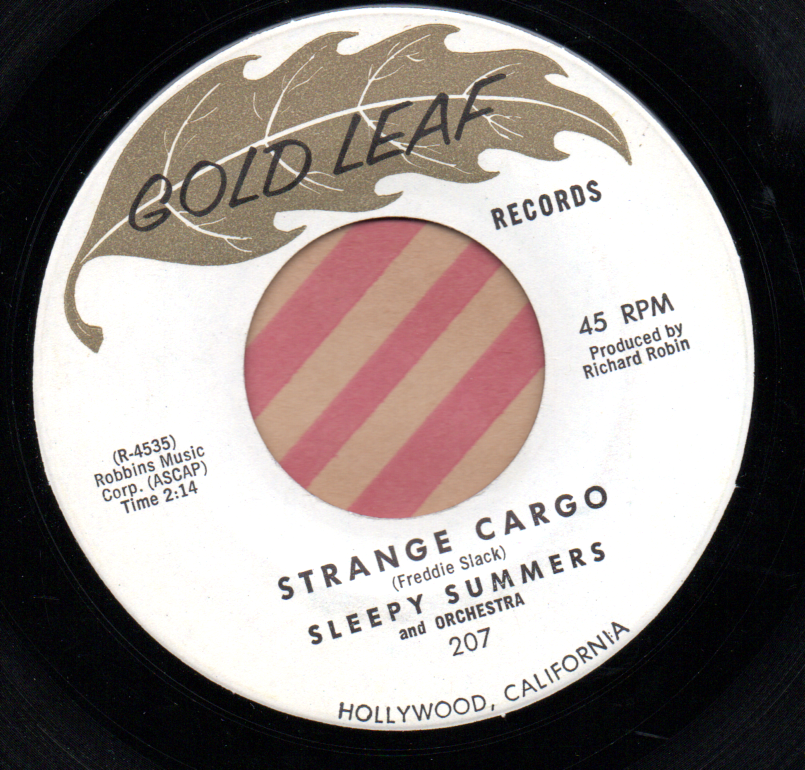 GOLD LEAF
RECORDS
45 RPM
Produced by
Richard Robin
(R-4535)
Robbins Music
Corp. (ASCAP)
Time 2:14
STRANGE CARGO
(Freddie Slack)
SLEEPY SUMMERS
and ORCHESTRA
207
HOLLYWOOD, CALIFORNIA